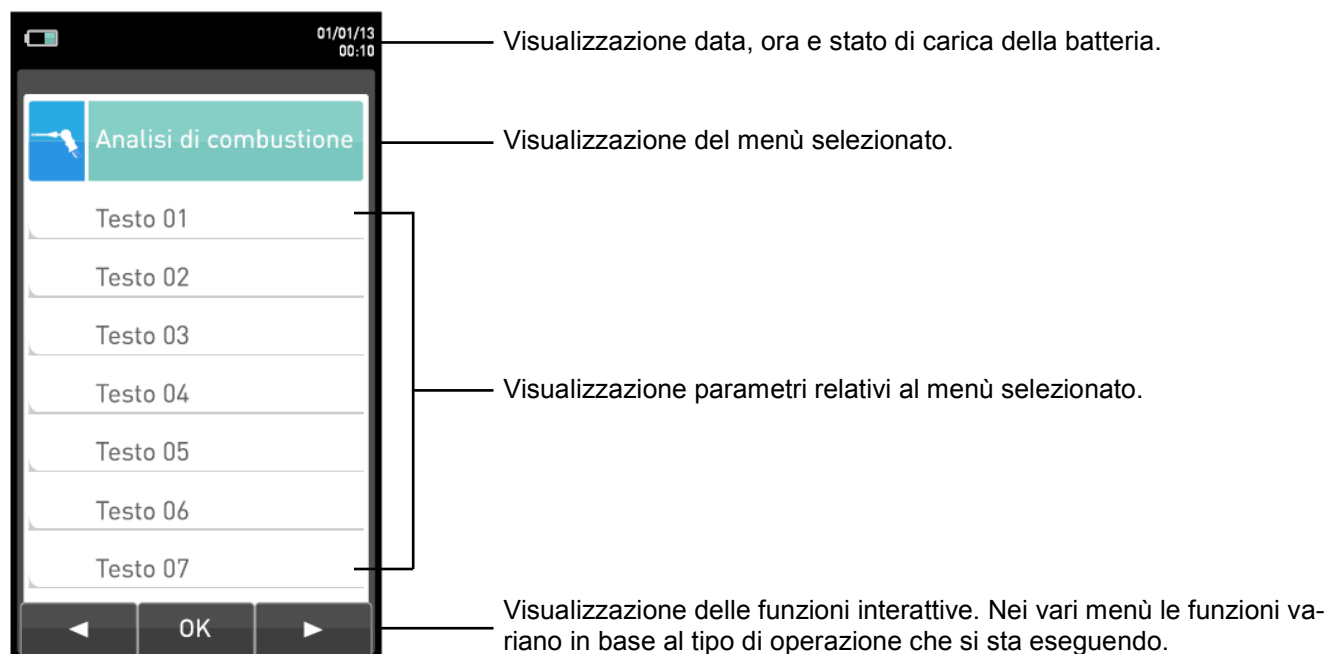 01/01/13
00:10
Visualizzazione data, ora e stato di carica della batteria.
Analisi di combustione
Visualizzazione del menù selezionato.
Testo 01
Testo 02
Testo 03
Testo 04
Testo 05
Testo 06
Testo 07
Visualizzazione parametri relativi al menù selezionato.
OK
Visualizzazione delle funzioni interattive. Nei vari menù le funzioni va-
riano in base al tipo di operazione che si sta eseguendo.